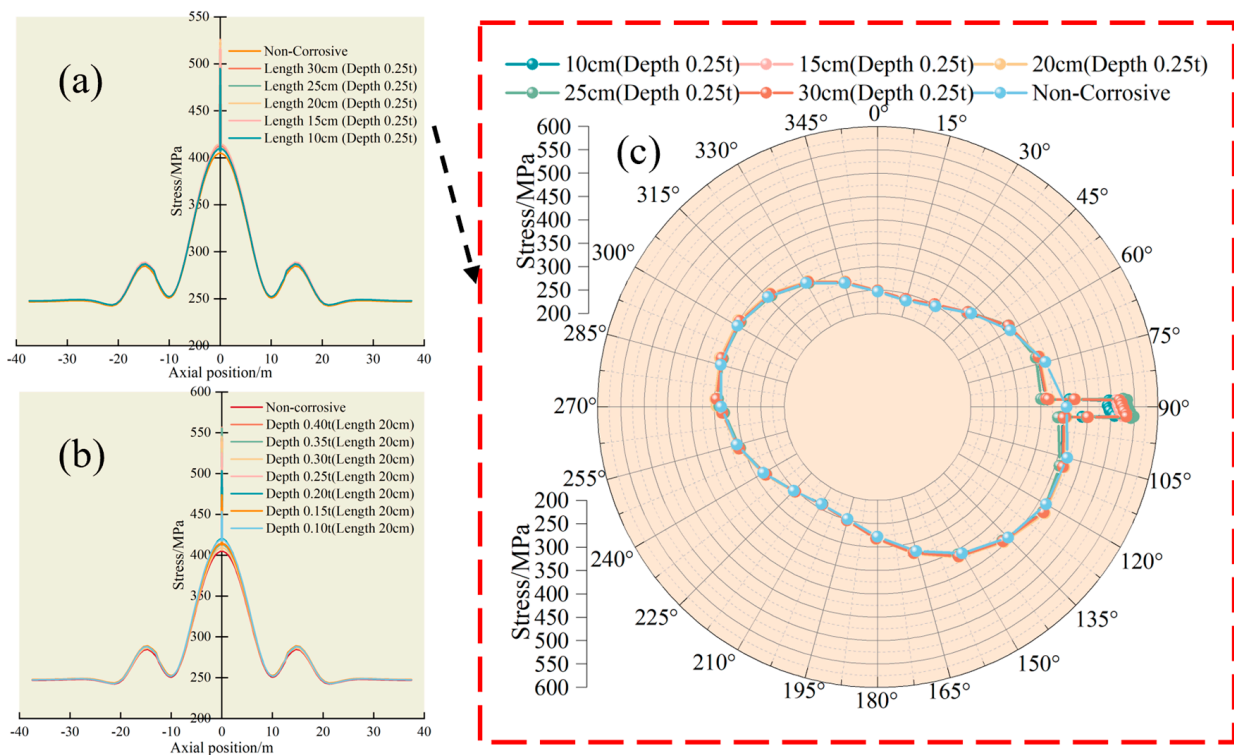 (a)
550
500
450
400
350
300
250
200
Stress/MPa
Non-Corrosive
Length 30cm (Depth 0.25t)
Length 25cm (Depth 0.25t)
Length 20cm (Depth 0.25t)
Length 15cm (Depth 0.25t)
Length 10cm (Depth 0.25t)
-40 -30 -20 -10 0 10 20 30 40
Axial position/m
(b)
600
550
500
450
400
350
300
250
200
Stress/MPa
Non-corrosive
Depth 0.40t(Length 20cm)
Depth 0.35t(Length 20cm)
Depth 0.30t(Length 20cm)
Depth 0.25t(Length 20cm)
Depth 0.20t(Length 20cm)
Depth 0.15t(Length 20cm)
Depth 0.10t(Length 20cm)
-40 -30 -20 -10 0 10 20 30 40
Axial position/m
10cm(Depth 0.25t) 15cm(Depth 0.25t) 20cm(Depth 0.25t)
25cm(Depth 0.25t) 30cm(Depth 0.25t) Non-Corrosive
(c)
0°
15°
30°
45°
60°
75°
90°
105°
120°
135°
150°
165°
180°
195°
210°
225°
240°
255°
270°
285°
300°
315°
330°
345°
Stress/MPa
600
550
500
450
400
350
300
250
200
Stress/MPa
200
250
300
350
400
450
500
550
600